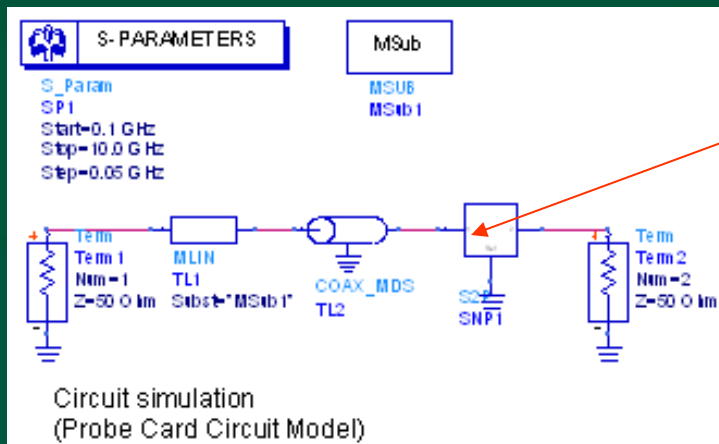 S-PARAMETERS
MSub
S_Param
SP1
Start=0.1 GHz
Stop=10.0 GHz
Step=0.05 GHz
MSUB
MSub1
Term
Term1
Num=1
Z=50 Ohm
MLIN
TL1
Subst="MSub1"
COAX_MDS
TL2
SNP1
Term
Term2
Num=2
Z=50 Ohm
Circuit simulation
(Probe Card Circuit Model)